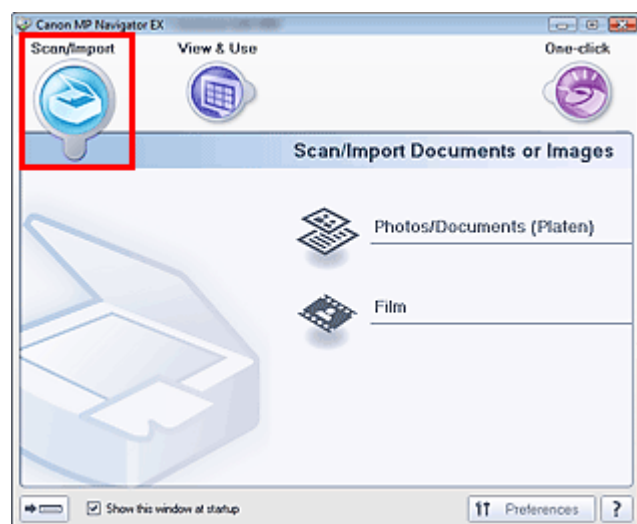 Canon MP Navigator EX
Scan/Import View & Use One-click
Scan/Import Documents or Images
Photos/Documents (Platen)
Film
Show this window at startup Preferences ?